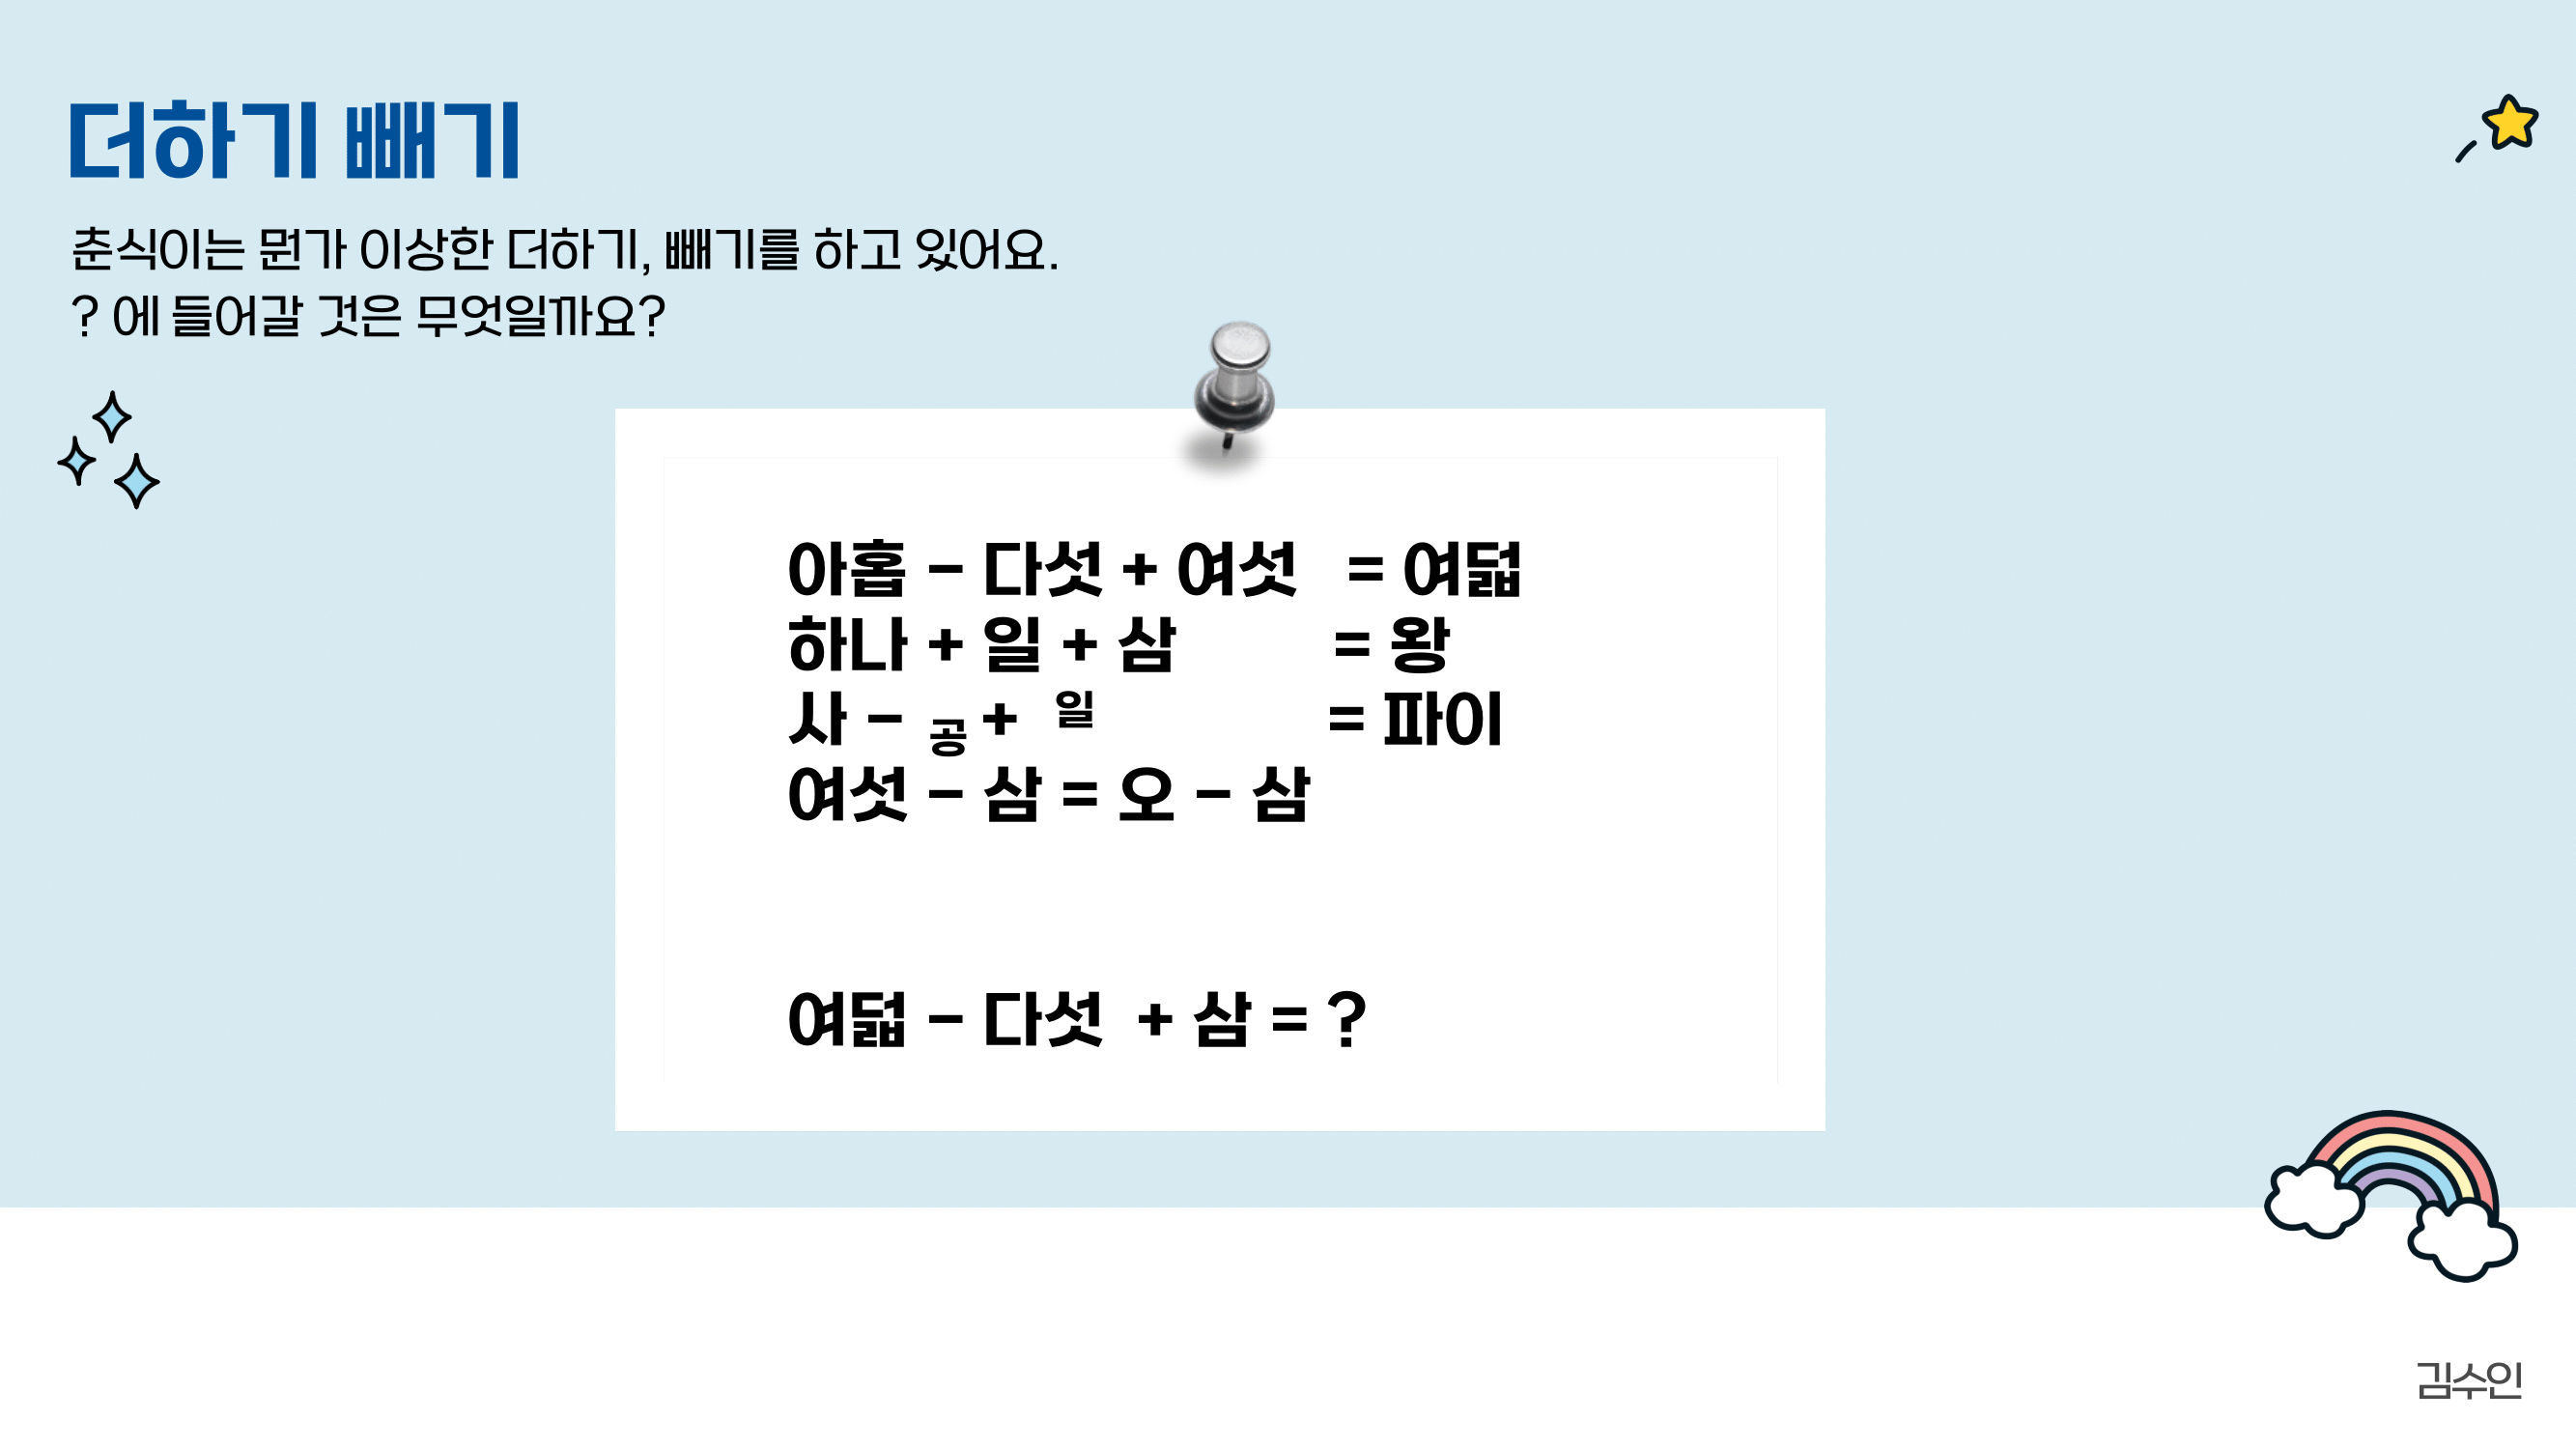 더하기 빼기
춘식이는 뭔가 이상한 더하기, 빼기를 하고 있어요.
? 에 들어갈 것은 무엇일까요?
아홉 - 다섯 + 여섯 = 여덟
하나 + 일 + 삼 = 왕
사 - 공 + 일 = 파이
여섯 - 삼 = 오 - 삼
여덟 - 다섯 + 삼 = ?
김수인